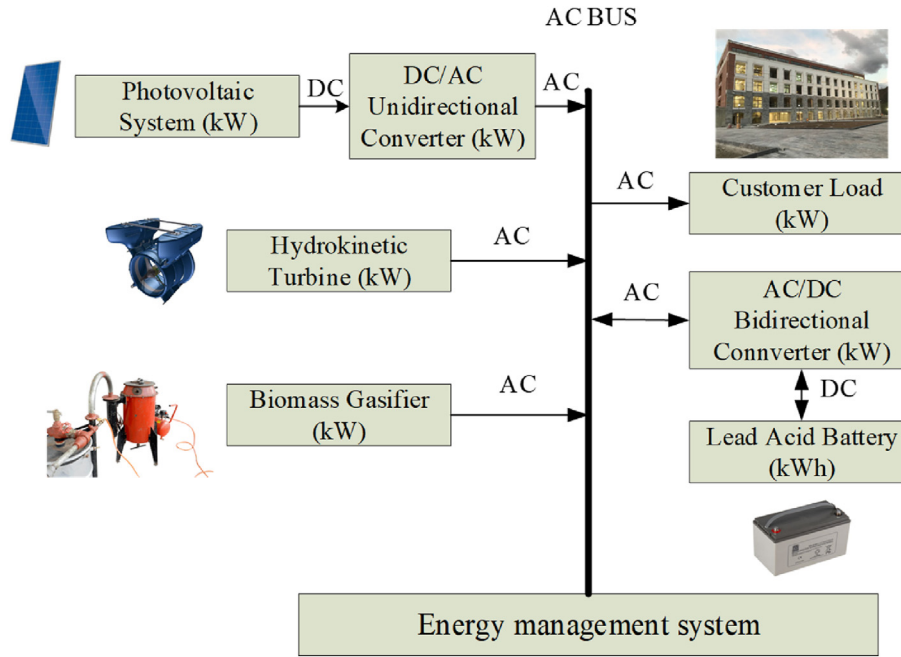 AC BUS
Photovoltaic
System (kW)
DC
DC/AC
Unidirectional
Converter (kW)
AC
AC
Customer Load
(kW)
Hydrokinetic
Turbine (kW)
AC
AC
AC/DC
Bidirectional
Connverter (kW)
DC
Biomass Gasifier
(kW)
AC
Lead Acid Battery
(kWh)
Energy management system